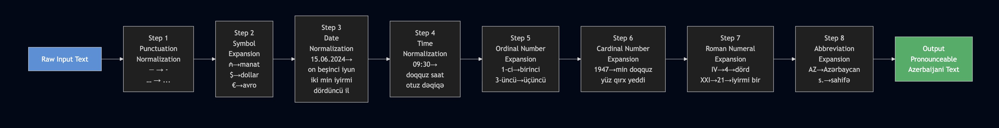 Raw Input Text
Step 1
Punctuation
Normalization
— → -
… → ...
Step 2
Symbol
Expansion
₼→manat
$→dollar
€→avro
Step 3
Date
Normalization
15.06.2024→
on beşinci iyun
iki min iyirmi
dördüncü il
Step 4
Time
Normalization
09:30→
doqquz saat
otuz dəqiqə
Step 5
Ordinal Number
Expansion
1-ci→birinci
3-üncü→üçüncü
Step 6
Cardinal Number
Expansion
1947→min doqquz
yüz qırx yeddi
Step 7
Roman Numeral
Expansion
IV→4→dörd
XXI→21→iyirmi bir
Step 8
Abbreviation
Expansion
AZ→Azərbaycan
s.→sahifə
Output
Pronounceable
Azerbaijani Text